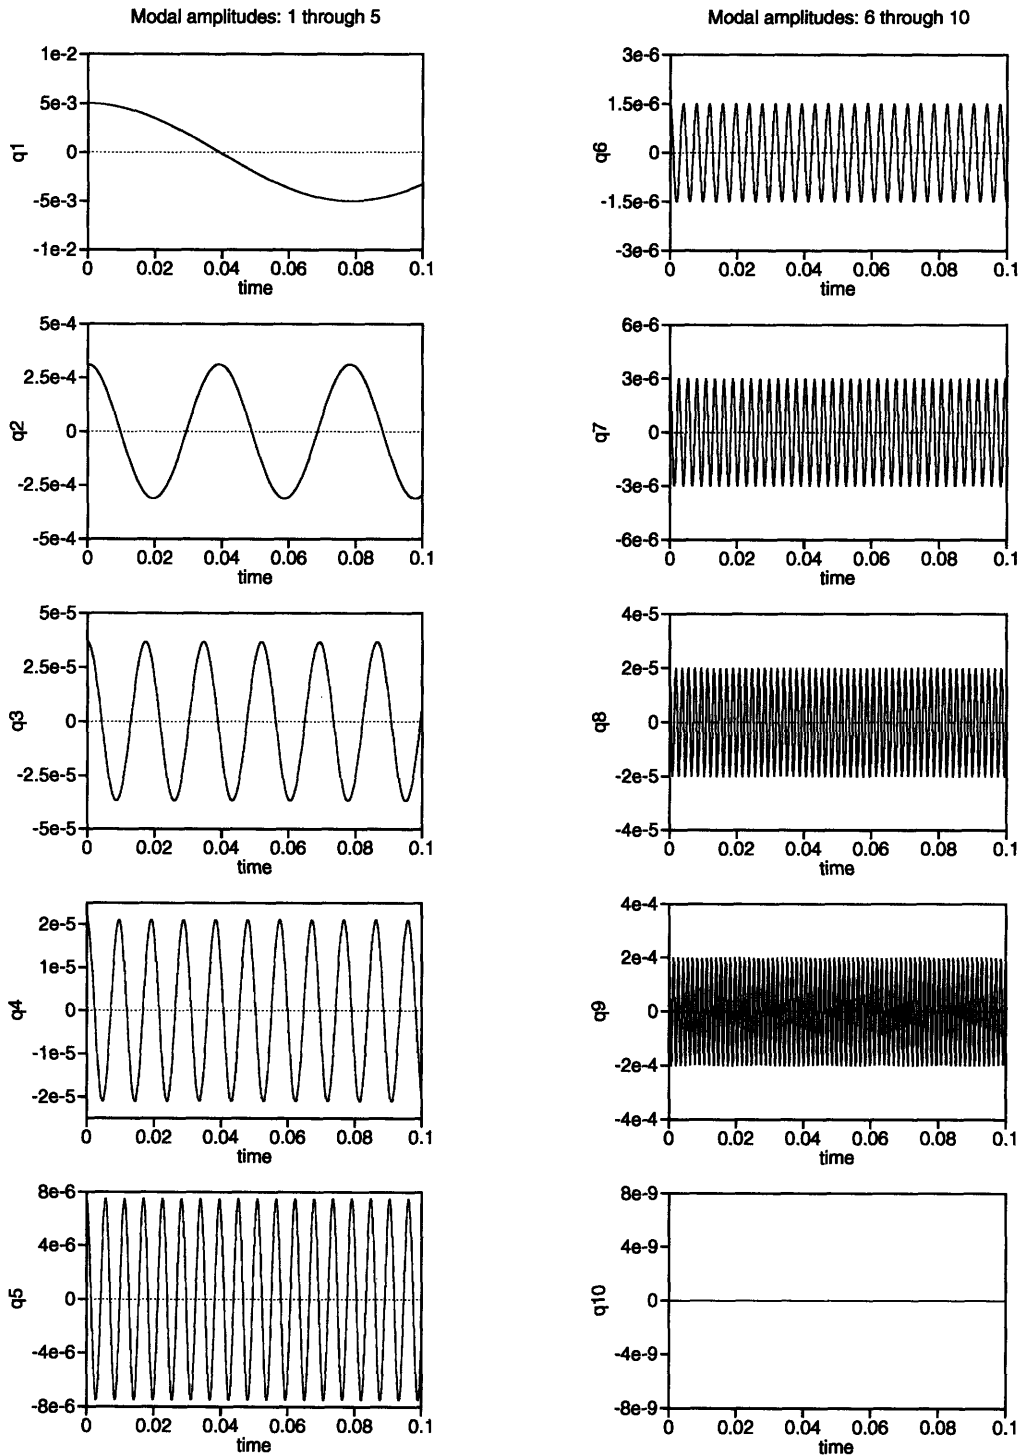 Modal amplitudes: 1 through 5
1e-2
5e-3
0
-5e-3
-1e-2
q1
0 0.02 0.04 0.06 0.08 0.1
time
5e-4
2.5e-4
0
-2.5e-4
-5e-4
q2
0 0.02 0.04 0.06 0.08 0.1
time
5e-5
2.5e-5
0
-2.5e-5
-5e-5
q3
0 0.02 0.04 0.06 0.08 0.1
time
2e-5
1e-5
0
-1e-5
-2e-5
q4
0 0.02 0.04 0.06 0.08 0.1
time
8e-6
4e-6
0
-4e-6
-8e-6
q5
0 0.02 0.04 0.06 0.08 0.1
time
Modal amplitudes: 6 through 10
3e-6
1.5e-6
0
-1.5e-6
-3e-6
q6
0 0.02 0.04 0.06 0.08 0.1
time
6e-6
3e-6
0
-3e-6
-6e-6
q7
0 0.02 0.04 0.06 0.08 0.1
time
4e-5
2e-5
0
-2e-5
-4e-5
q8
0 0.02 0.04 0.06 0.08 0.1
time
4e-4
2e-4
0
-2e-4
-4e-4
q9
0 0.02 0.04 0.06 0.08 0.1
time
8e-9
4e-9
0
-4e-9
-8e-9
q10
0 0.02 0.04 0.06 0.08 0.1
time